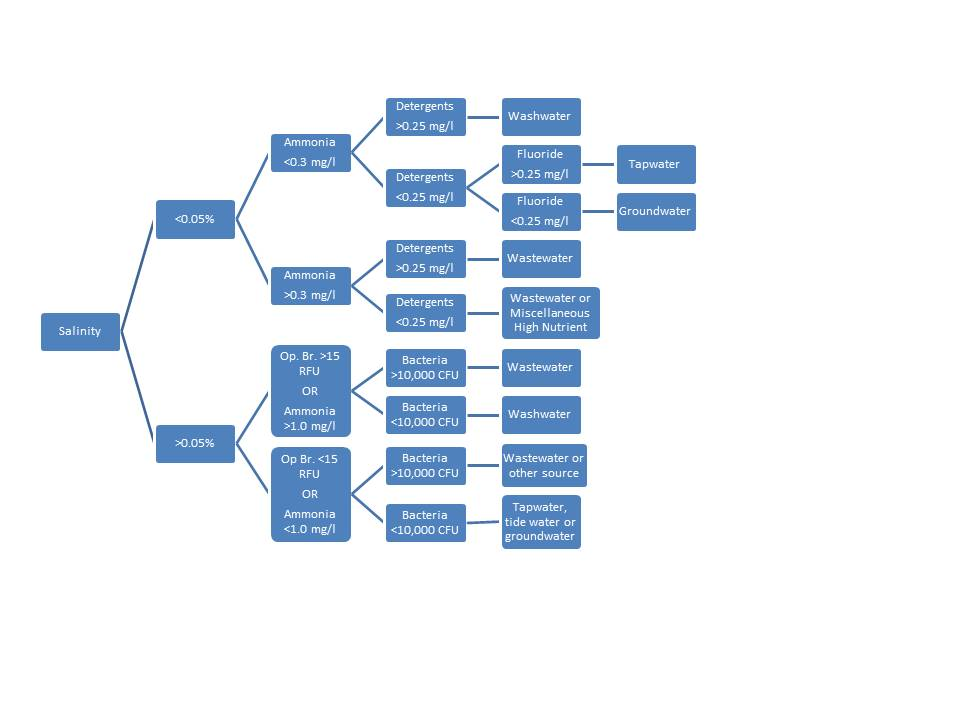 Salinity
<0.05%
Ammonia
<0.3 mg/l
Detergents
>0.25 mg/l
Washwater
Detergents
<0.25 mg/l
Fluoride
>0.25 mg/l
Tapwater
Fluoride
<0.25 mg/l
Groundwater
Ammonia
>0.3 mg/l
Detergents
>0.25 mg/l
Wastewater
Detergents
<0.25 mg/l
Wastewater or
Miscellaneous
High Nutrient
>0.05%
Op. Br. >15
RFU
OR
Ammonia
>1.0 mg/l
Bacteria
>10,000 CFU
Wastewater
Bacteria
<10,000 CFU
Washwater
Op Br. <15
RFU
OR
Ammonia
<1.0 mg/l
Bacteria
>10,000 CFU
Wastewater or
other source
Bacteria
<10,000 CFU
Tapwater,
tide water or
groundwater